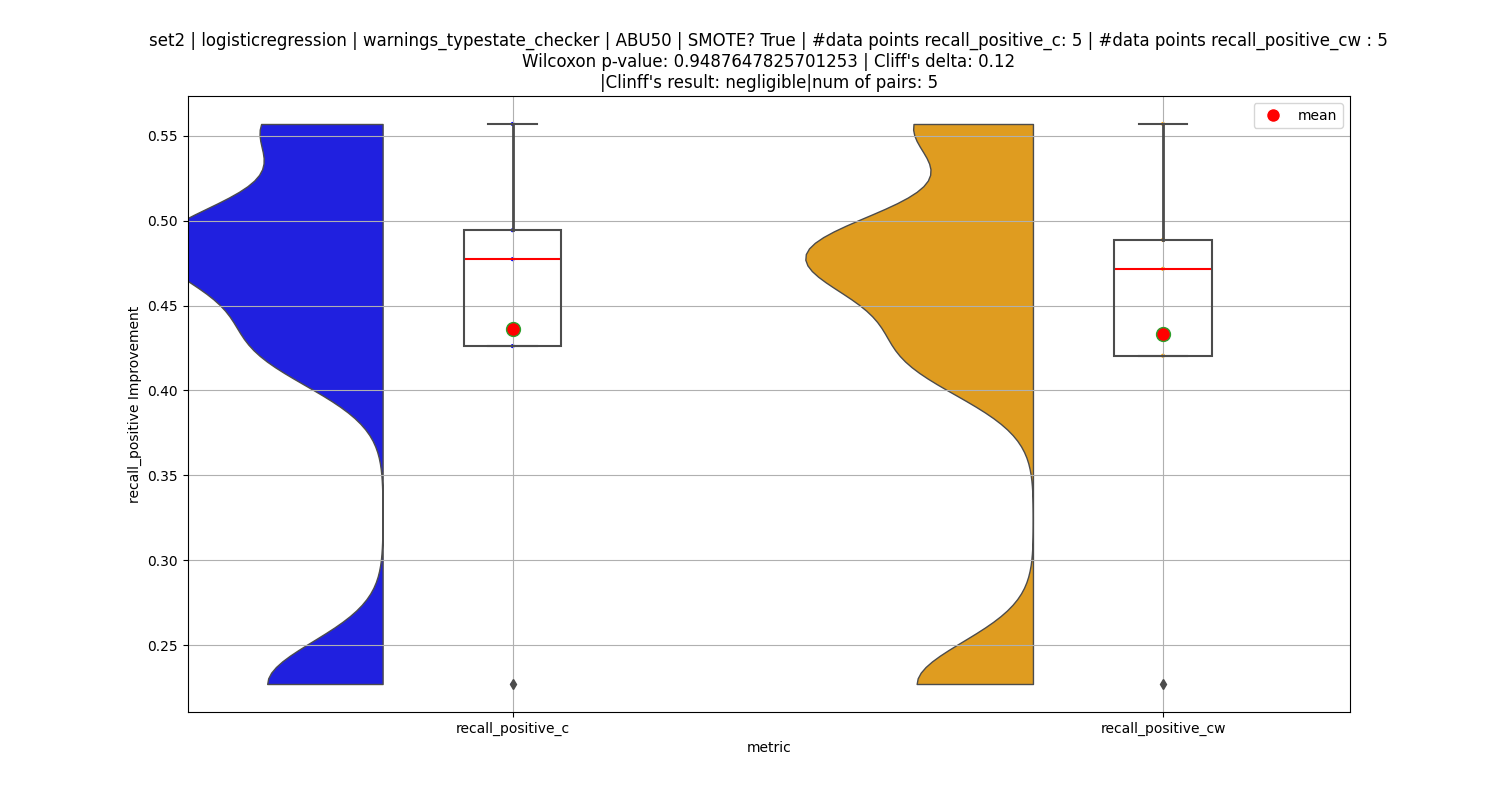 set2 | logisticregression | warnings_typestate_checker | ABU50 | SMOTE? True | #data points recall_positive_c: 5 | #data points recall_positive_cw : 5
Wilcoxon p-value: 0.9487647825701253 | Cliff's delta: 0.12
|Clinff's result: negligible|num of pairs: 5
mean
0.55
0.50
0.45
0.40
0.35
0.30
0.25
recall_positive Improvement
recall_positive_c
recall_positive_cw
metric